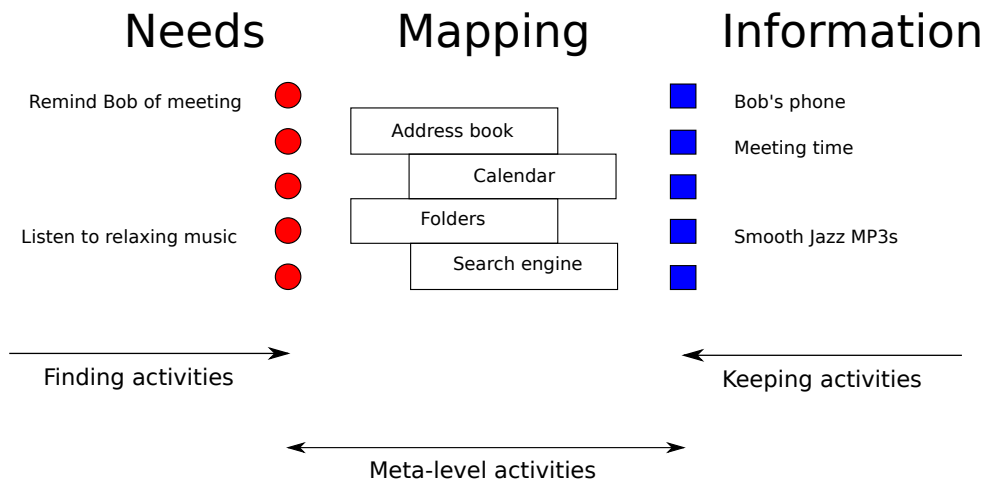 Needs
Mapping
Information
Remind Bob of meeting
Address book
Bob's phone
Calendar
Meeting time
Folders
Listen to relaxing music
Search engine
Smooth Jazz MP3s
Finding activities
Keeping activities
Meta-level activities